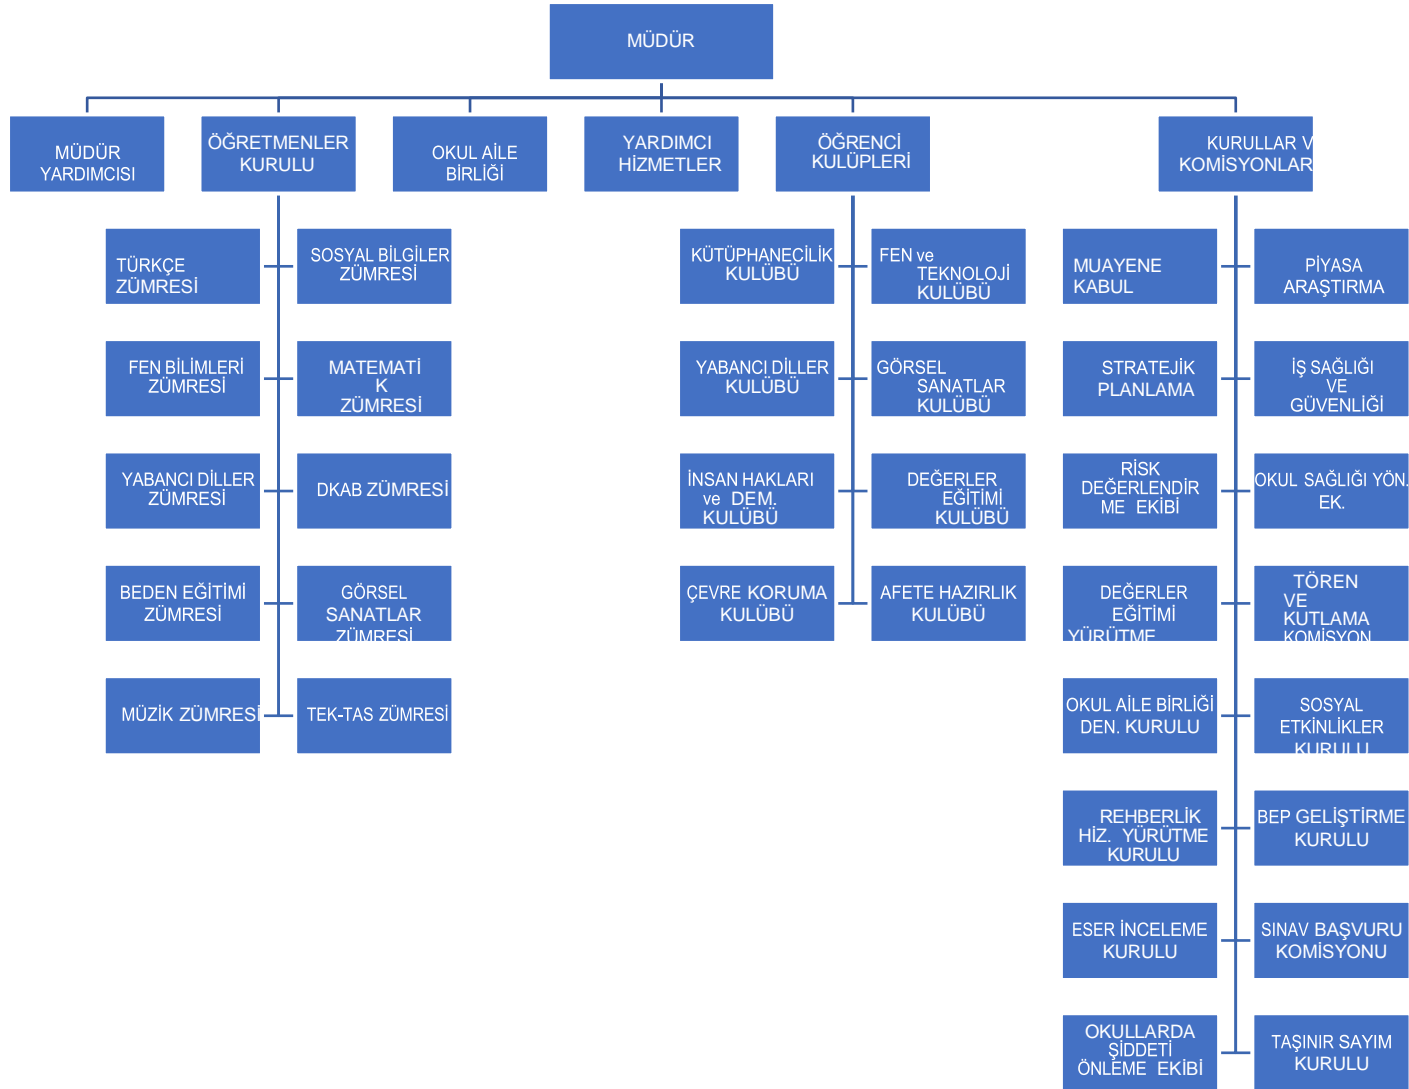 MÜDÜR
MÜDÜR
YARDIMCISI
ÖĞRETMENLER
KURULU
OKUL AİLE
BİRLİĞİ
YARDIMCI
HİZMETLER
ÖĞRENCİ
KULÜPLERİ
KURULLAR V
KOMİSYONLAR
TÜRKÇE
ZÜMRESİ
SOSYAL BİLGİLER
ZÜMRESİ
FEN BİLİMLERİ
ZÜMRESİ
MATEMATİ
K
ZÜMRESİ
YABANCI DİLLER
ZÜMRESİ
DKAB ZÜMRESİ
BEDEN EĞİTİMİ
ZÜMRESİ
GÖRSEL
SANATLAR
ZÜMRESİ
MÜZİK ZÜMRESİ
TEK-TAS ZÜMRESİ
KÜTÜPHANECİLİK
KULÜBÜ
FEN ve
TEKNOLOJİ
KULÜBÜ
YABANCI DİLLER
KULÜBÜ
GÖRSEL
SANATLAR
KULÜBÜ
İNSAN HAKLARI
ve DEM.
KULÜBÜ
DEĞERLER
EĞİTİMİ
KULÜBÜ
ÇEVRE KORUMA
KULÜBÜ
AFETE HAZIRLIK
KULÜBÜ
MUAYENE
KABUL
PİYASA
ARAŞTIRMA
STRATEJİK
PLANLAMA
İŞ SAĞLIĞI
VE
GÜVENLİĞİ
RİSK
DEĞERLENDİR
ME EKİBİ
OKUL SAĞLIĞI YÖN.
EK.
DEĞERLER
EĞİTİMİ
YÜRÜTME
TÖREN
VE
KUTLAMA
KOMİSYON
OKUL AİLE BİRLİĞİ
DEN. KURULU
SOSYAL
ETKİNLİKLER
KURULU
REHBERLİK
HİZ. YÜRÜTME
KURULU
BEP GELİŞTİRME
KURULU
ESER İNCELEME
KURULU
SINAV BAŞVURU
KOMİSYONU
OKULLARDA
ŞİDDETİ
ÖNLEME EKİBİ
TAŞINIR SAYIM
KURULU